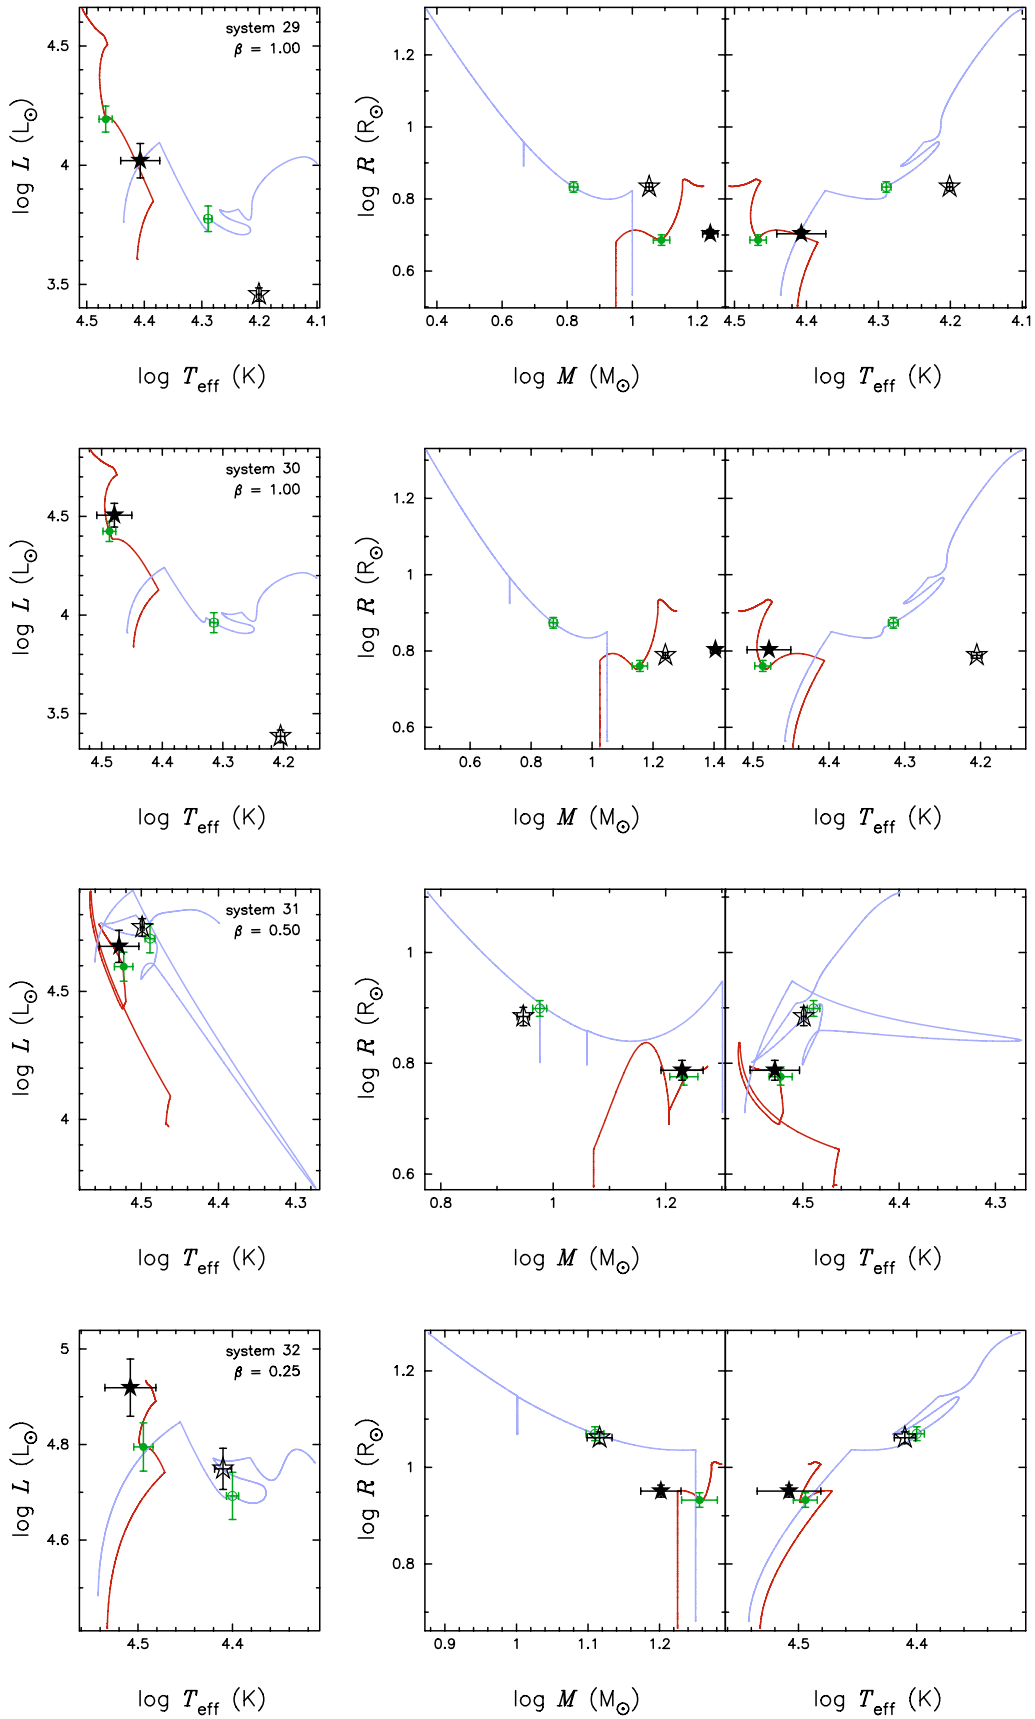 system 29
β = 1.00
log L (L⊙)
4.5
4
3.5
4.5 4.4 4.3 4.2 4.1
log T_eff (K)
log R (R⊙)
1.2
1
0.8
0.6
0.4 0.6 0.8 1 1.2
log M (M⊙)
4.5 4.4 4.3 4.2 4.1
log T_eff (K)
system 30
β = 1.00
log L (L⊙)
4.5
4
3.5
4.5 4.4 4.3 4.2
log T_eff (K)
log R (R⊙)
1.2
1
0.8
0.6
0.6 0.8 1 1.2 1.4
log M (M⊙)
4.5 4.4 4.3 4.2
log T_eff (K)
system 31
β = 0.50
log L (L⊙)
4.5
4
4.5 4.4 4.3
log T_eff (K)
log R (R⊙)
1
0.8
0.6
0.8 1 1.2
log M (M⊙)
4.5 4.4 4.3
log T_eff (K)
system 32
β = 0.25
log L (L⊙)
5
4.8
4.6
4.5 4.4
log T_eff (K)
log R (R⊙)
1.2
1
0.8
0.9 1 1.1 1.2
log M (M⊙)
4.5 4.4
log T_eff (K)